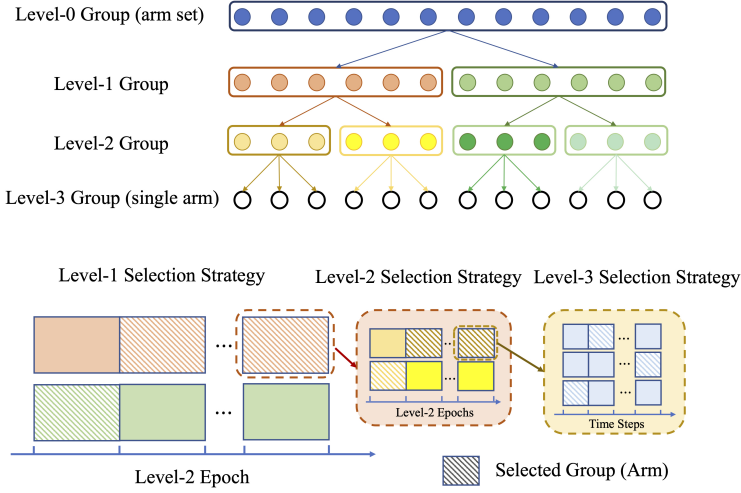 Level-0 Group (arm set)
Level-1 Group
Level-2 Group
Level-3 Group (single arm)
Level-1 Selection Strategy
Level-2 Selection Strategy
Level-3 Selection Strategy
...
...
...
...
...
...
...
Level-2 Epochs
Time Steps
Level-2 Epoch
Selected Group (Arm)